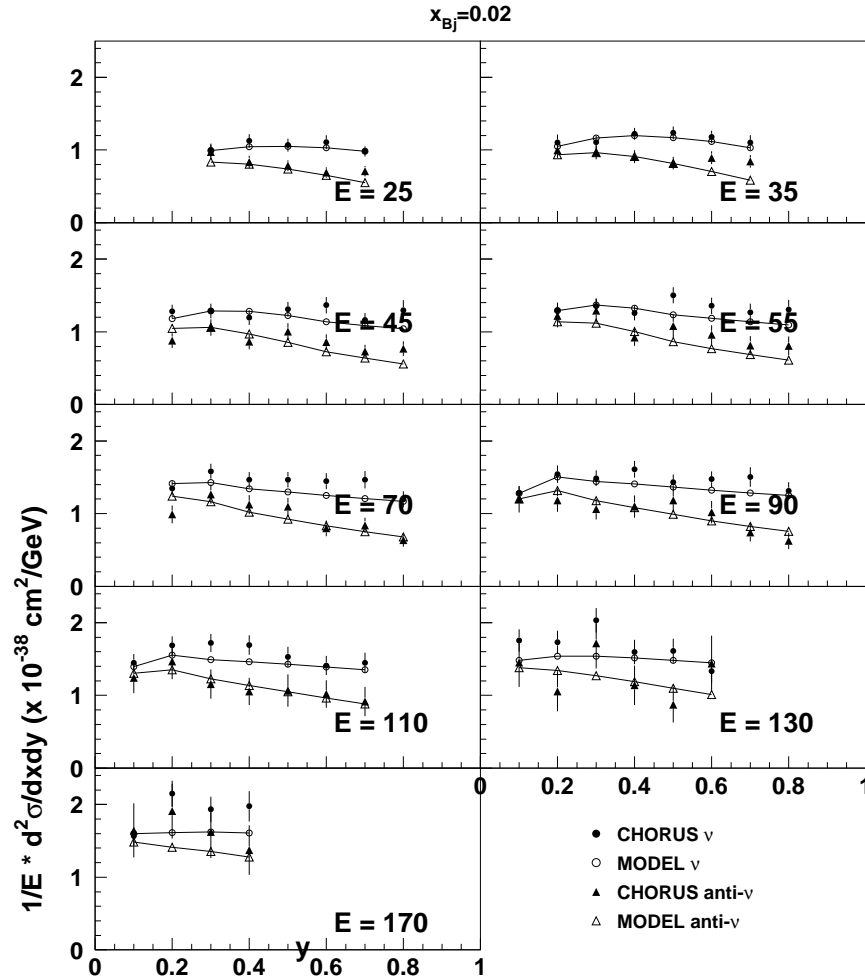 x_Bj=0.02
2
1
0
E = 25
E = 35
2
1
0
E = 45
E = 55
2
1
0
E = 70
E = 90
2
1
0
E = 110
E = 130
0 0.2 0.4 0.6 0.8 1
2
1
0
E = 170
0 0.2 0.4 0.6 0.8 1
y
1/E * d²σ/dxdy (x 10⁻³⁸ cm²/GeV)
CHORUS ν
MODEL ν
CHORUS anti-ν
MODEL anti-ν